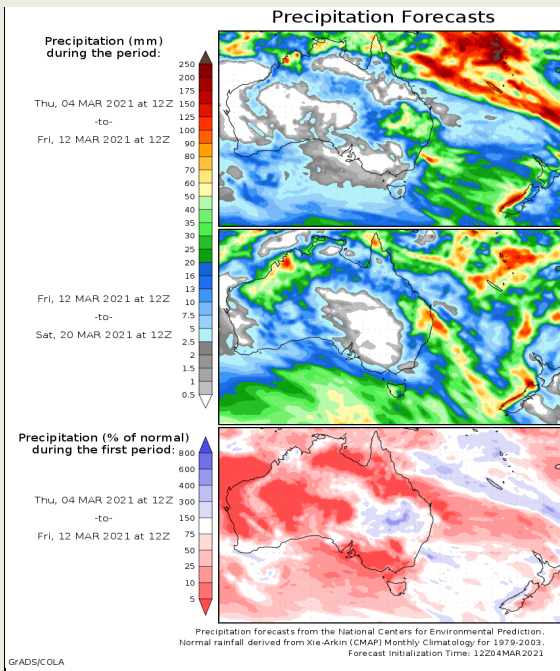 Precipitation Forecasts
Precipitation (mm)
during the period:
Thu, 04 MAR 2021 at 12Z
-to-
Fri, 12 MAR 2021 at 12Z
250
200
175
150
125
100
90
80
70
60
50
40
35
30
25
20
16
13
10
7.5
5
2.5
2
1.5
1
0.5
Fri, 12 MAR 2021 at 12Z
-to-
Sat, 20 MAR 2021 at 12Z
Precipitation (% of normal)
during the first period:
Thu, 04 MAR 2021 at 12Z
-to-
Fri, 12 MAR 2021 at 12Z
800
600
400
300
150
75
50
25
10
5
Precipitation forecasts from the National Centers for Environmental Prediction.
Normal rainfall derived from Xie-Arkin (CMAP) Monthly Climatology for 1979-2003.
Forecast Initialization Time: 12Z04MAR2021
GrADS/COLA